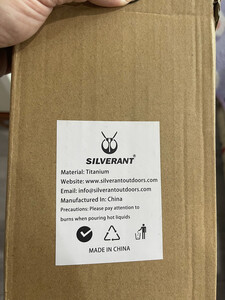 SILVERANT®
Material: Titanium
Website: www.silverantoutdoors.com
Email: info@silverantoutdoors.com
Manufactured In: China
Precautions: Please pay attention to
burns when pouring hot liquids
MADE IN CHINA